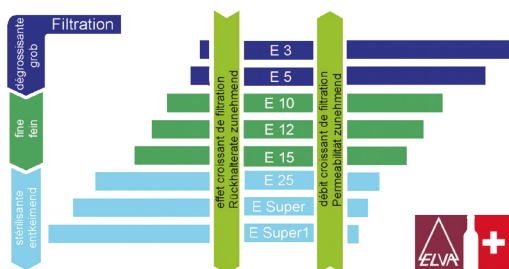 Filtration
dégrossissante
grob
fine
fein
stérilisante
entkeimend
effet croissant de filtration
Rückhalterate zunehmend
E 3
E 5
E 10
E 12
E 15
E 25
E Super
E Super1
débit croissant de filtration
Permeabilität zunehmend
ELVA